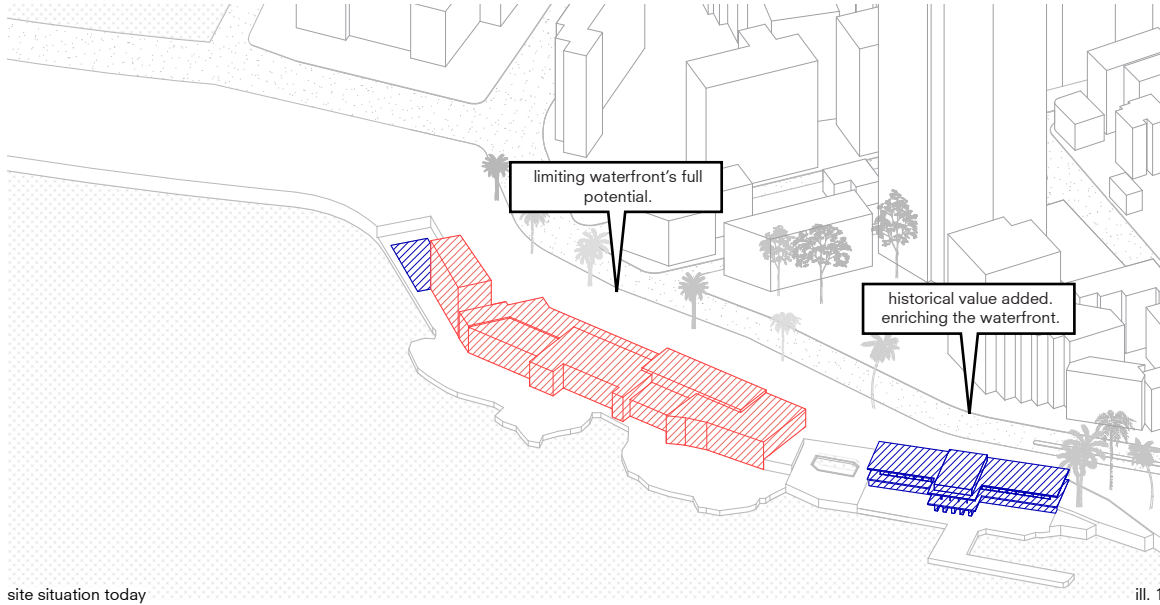 limiting waterfront's full
potential.
historical value added.
enriching the waterfront.
site situation today
ill. 1